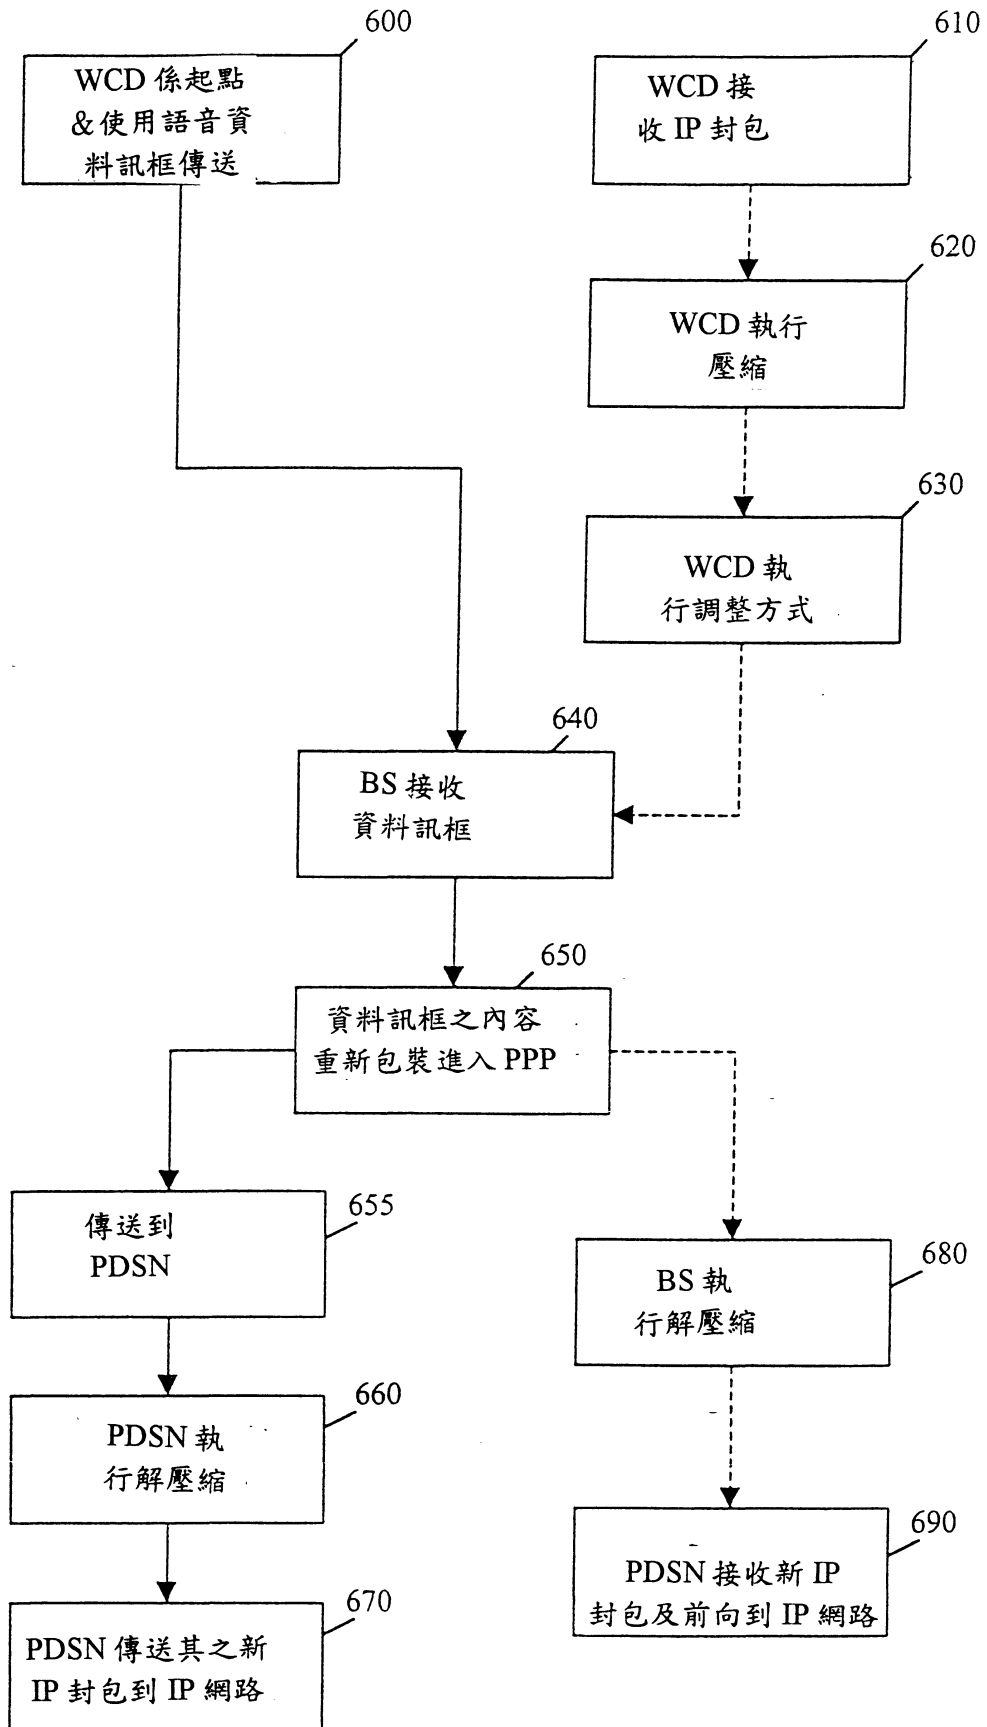 600
WCD 係起點
&使用語音資
料訊框傳送
610
WCD 接
收 IP 封包
620
WCD 執行
壓縮
630
WCD 執
行調整方式
640
BS 接收
資料訊框
650
資料訊框之內容
重新包裝進入 PPP
655
傳送到
PDSN
680
BS 執
行解壓縮
660
PDSN 執
行解壓縮
690
PDSN 接收新 IP
封包及前向到 IP 網路
670
PDSN 傳送其之新
IP 封包到 IP 網路